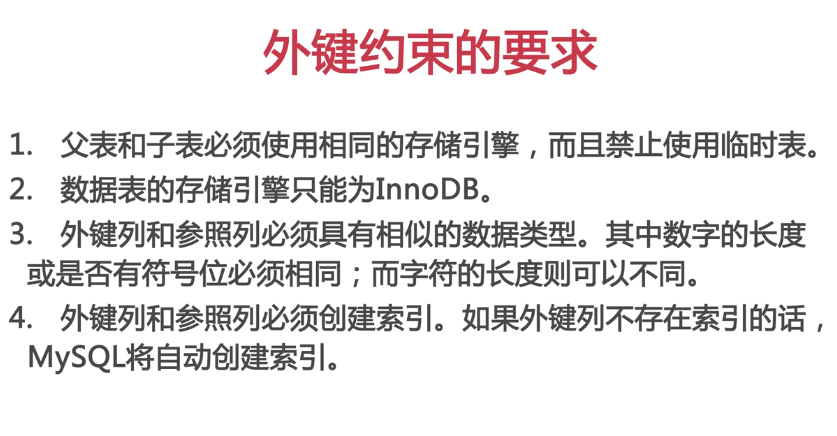 外键约束的要求
1. 父表和子表必须使用相同的存储引擎，而且禁止使用临时表。
2. 数据表的存储引擎只能为InnoDB。
3. 外键列和参照列必须具有相似的数据类型。其中数字的长度
或是否有符号位必须相同；而字符的长度则可以不同。
4. 外键列和参照列必须创建索引。如果外键列不存在索引的话，
MySQL将自动创建索引。